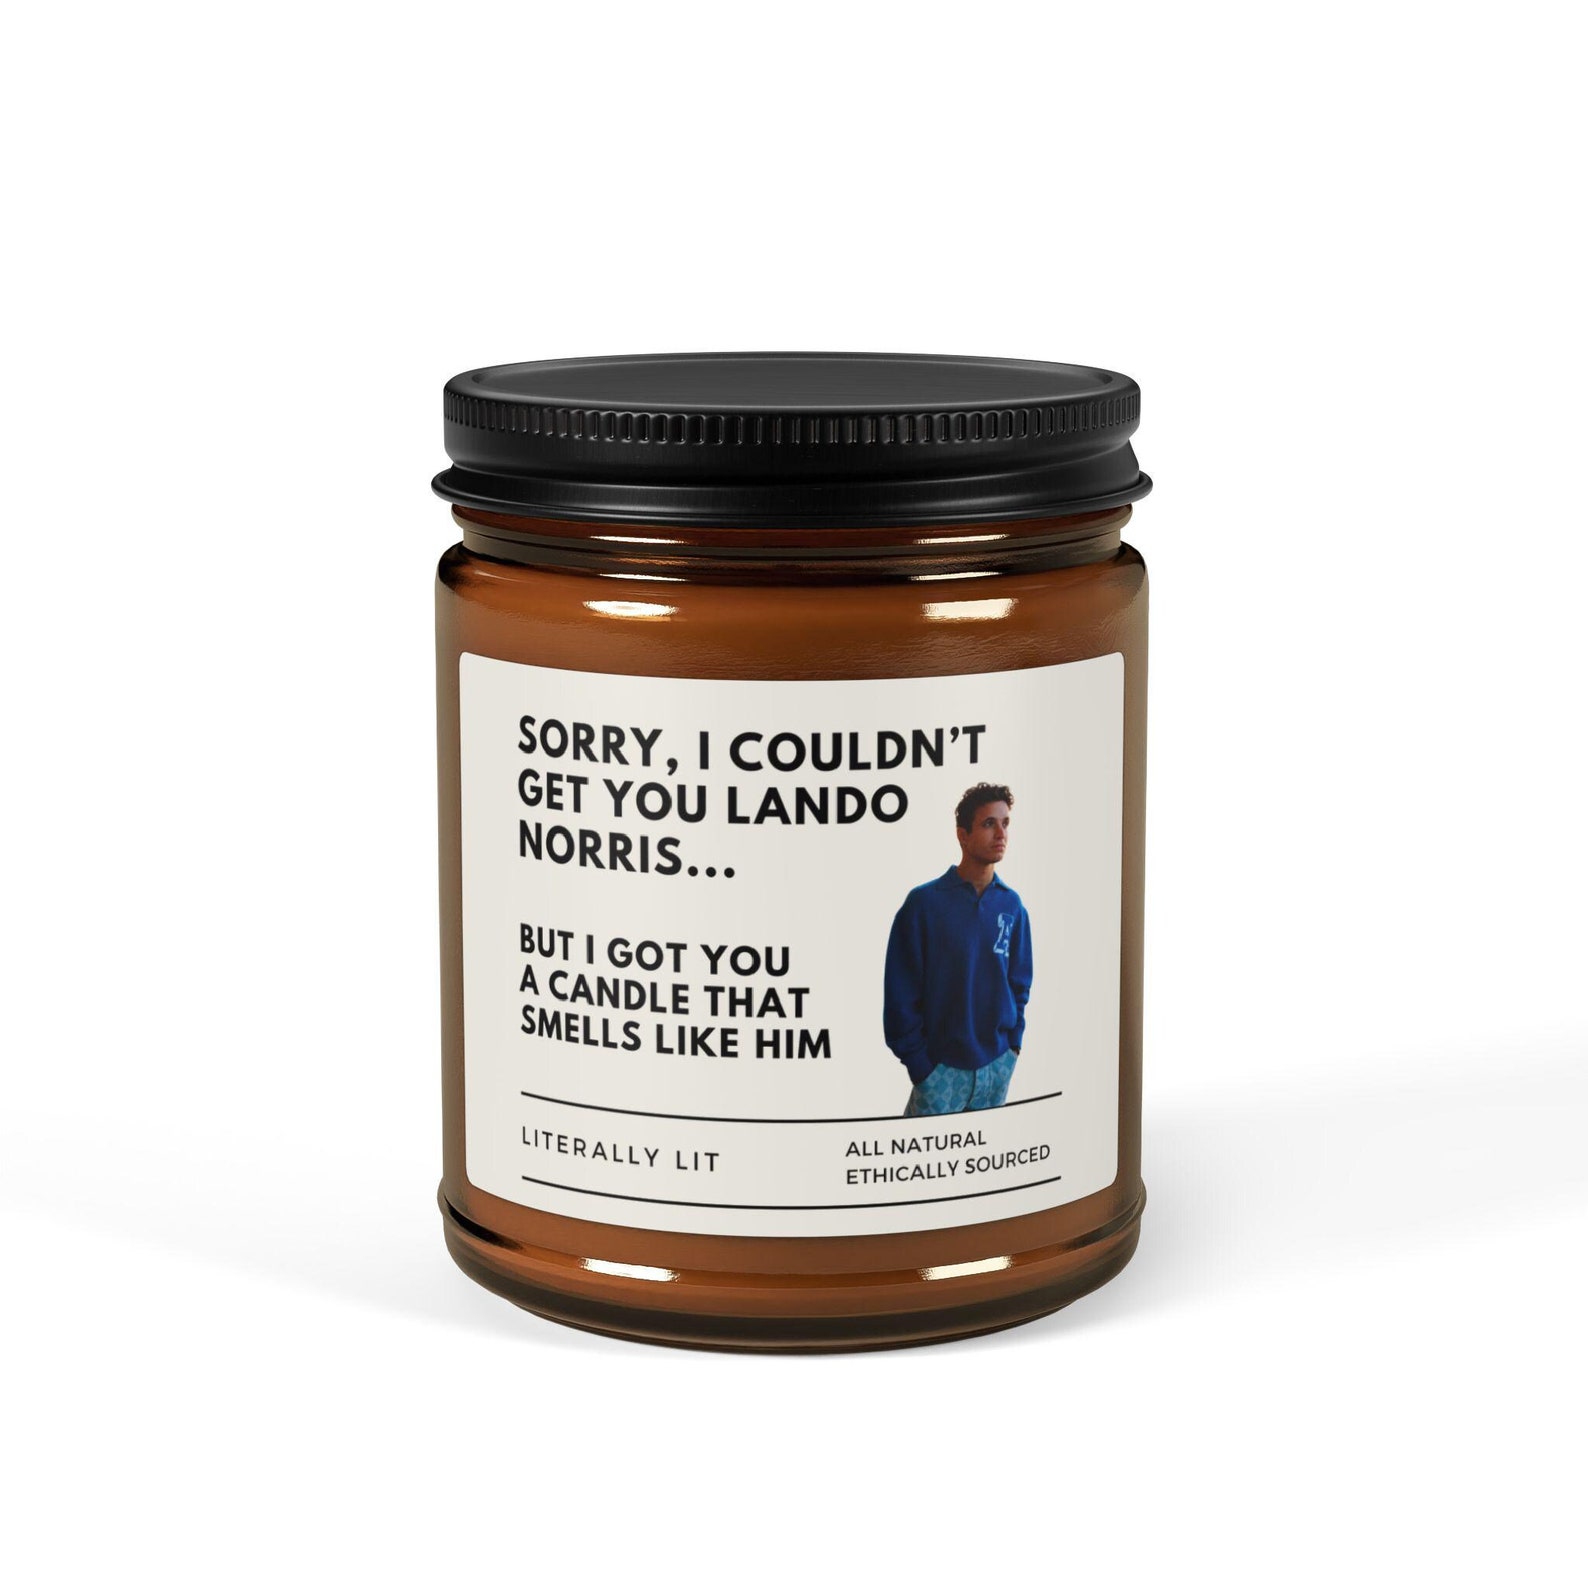 SORRY, I COULDN'T
GET YOU LANDO
NORRIS...
BUT I GOT YOU
A CANDLE THAT
SMELLS LIKE HIM
LITERALLY LIT
ALL NATURAL
ETHICALLY SOURCED